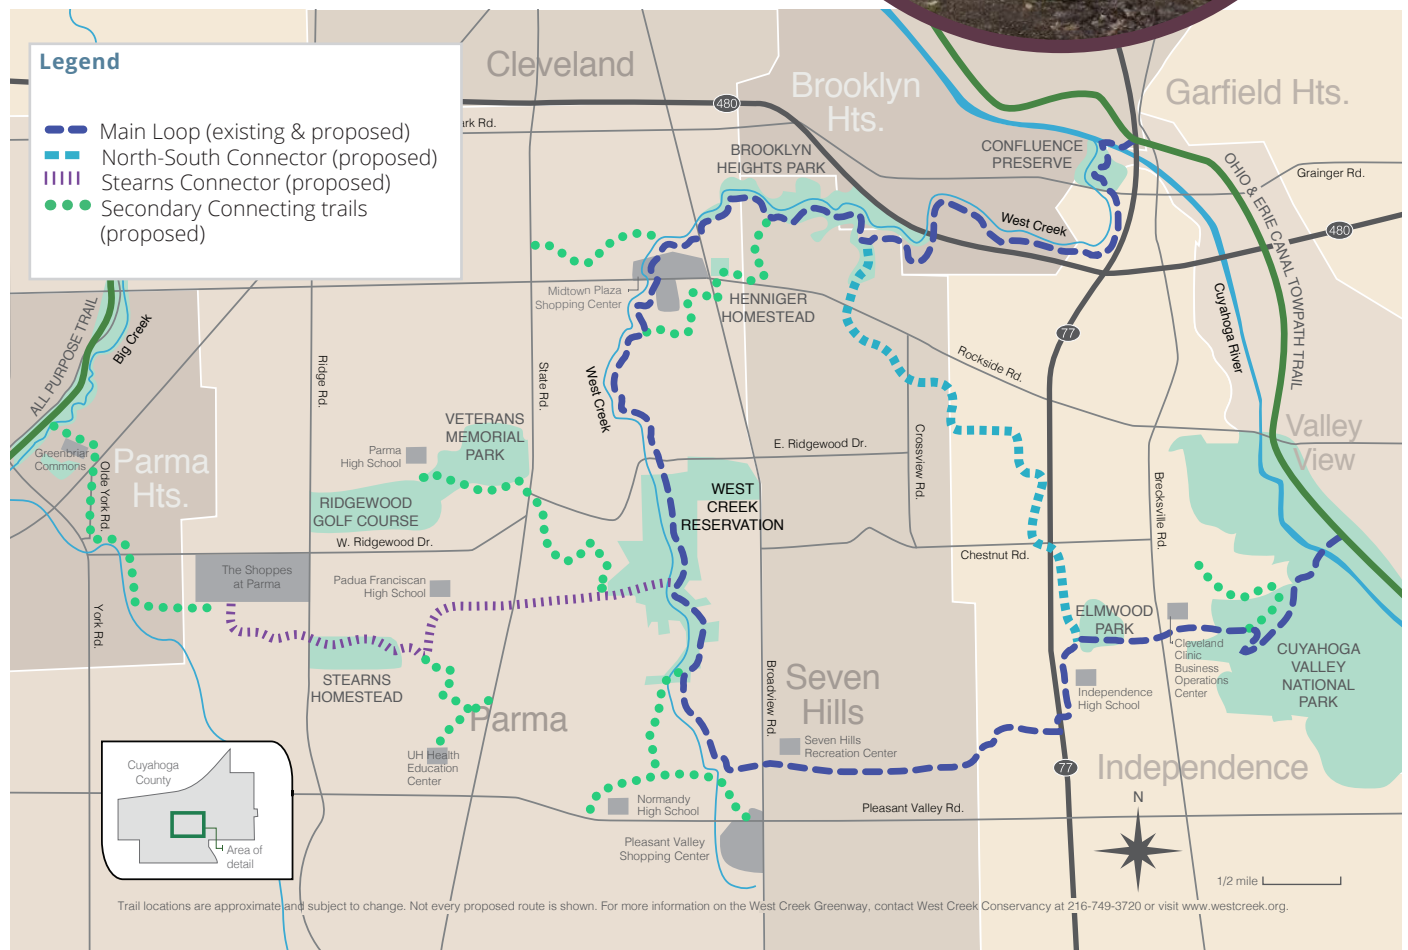 Legend
Main Loop (existing & proposed)
North-South Connector (proposed)
Stearns Connector (proposed)
Secondary Connecting trails
(proposed)
Cleveland
Brooklyn
Hts.
Garfield Hts.
480
ark Rd.
BROOKLYN
HEIGHTS PARK
CONFLUENCE
PRESERVE
Grainger Rd.
OHIO & ERIE CANAL TOWPATH TRAIL
West Creek
480
Midtown Plaza
Shopping Center
HENNIGER
HOMESTEAD
Cuyahoga River
ALL PURPOSE TRAIL
Big Creek
77
Ridge Rd.
State Rd.
West Creek
Rockside Rd.
VETERANS
MEMORIAL
PARK
Valley
View
E. Ridgewood Dr.
Crossview Rd.
Parma
High School
Greenbriar
Commons
Olde York Rd.
Parma
Hts.
WEST
CREEK
RESERVATION
Brecksville Rd.
RIDGEWOOD
GOLF COURSE
W. Ridgewood Dr.
Chestnut Rd.
The Shoppes
at Parma
Padua Franciscan
High School
York Rd.
ELMWOOD
PARK
Cleveland
Clinic
Business
Operations
Center
CUYAHOGA
VALLEY
NATIONAL
PARK
STEARNS
HOMESTEAD
Broadview Rd.
Seven
Hills
Independence
High School
Parma
UH Health
Education
Center
Seven Hills
Recreation Center
77
Independence
Cuyahoga
County
Area of
detail
Normandy
High School
Pleasant Valley Rd.
N
Pleasant Valley
Shopping Center
1/2 mile
Trail locations are approximate and subject to change. Not every proposed route is shown. For more information on the West Creek Greenway, contact West Creek Conservancy at 216-749-3720 or visit www.westcreek.org.